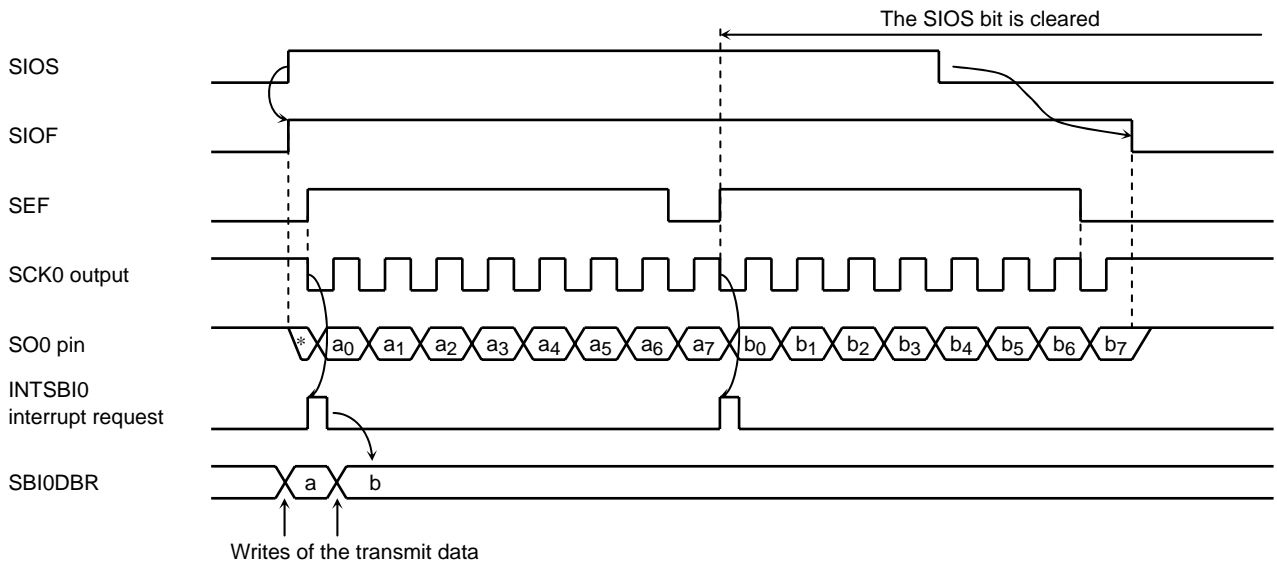 The SIOS bit is cleared
SIOS
SIOF
SEF
SCK0 output
SO0 pin
* a0 a1 a2 a3 a4 a5 a6 a7 b0 b1 b2 b3 b4 b5 b6 b7
INTSBI0
interrupt request
SBI0DBR
a b
Writes of the transmit data